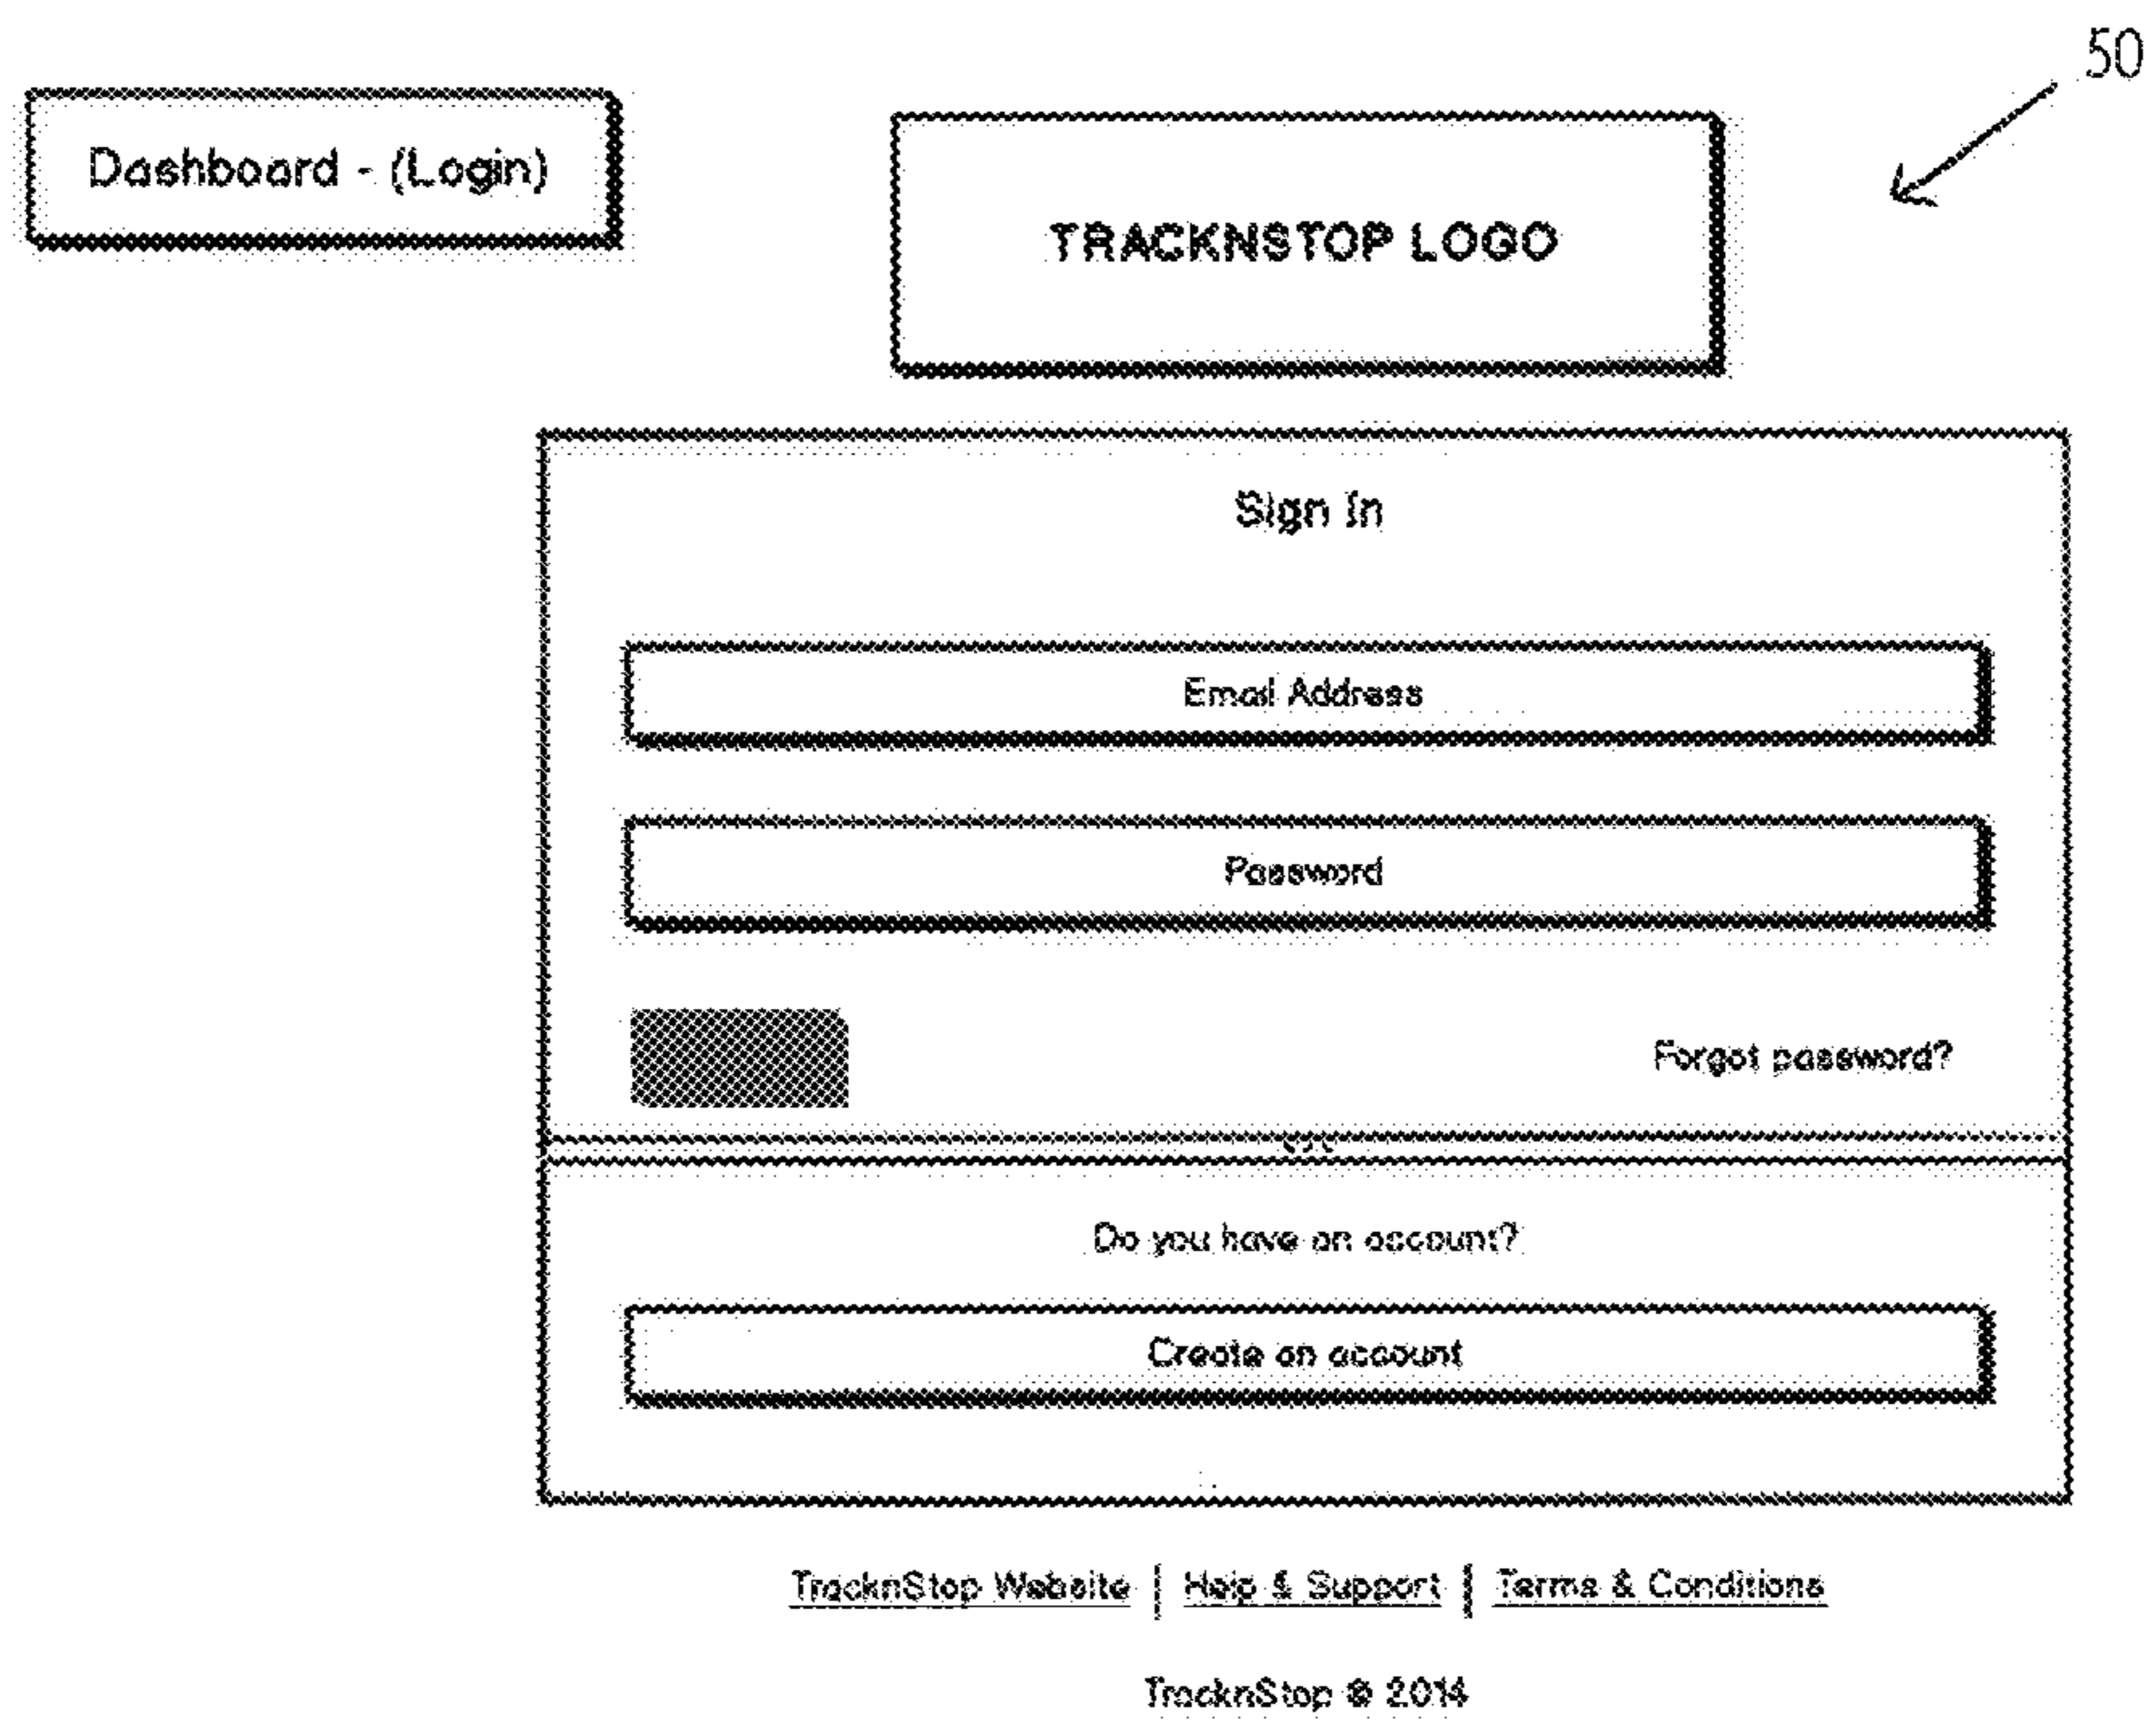 50
Dashboard - (Login)
TRACKNSTOP LOGO
Sign In
Email Address
Password
Forgot password?
Do you have an account?
Create an account
TracknStop Website | Help & Support | Terms & Conditions
TracknStop © 2014